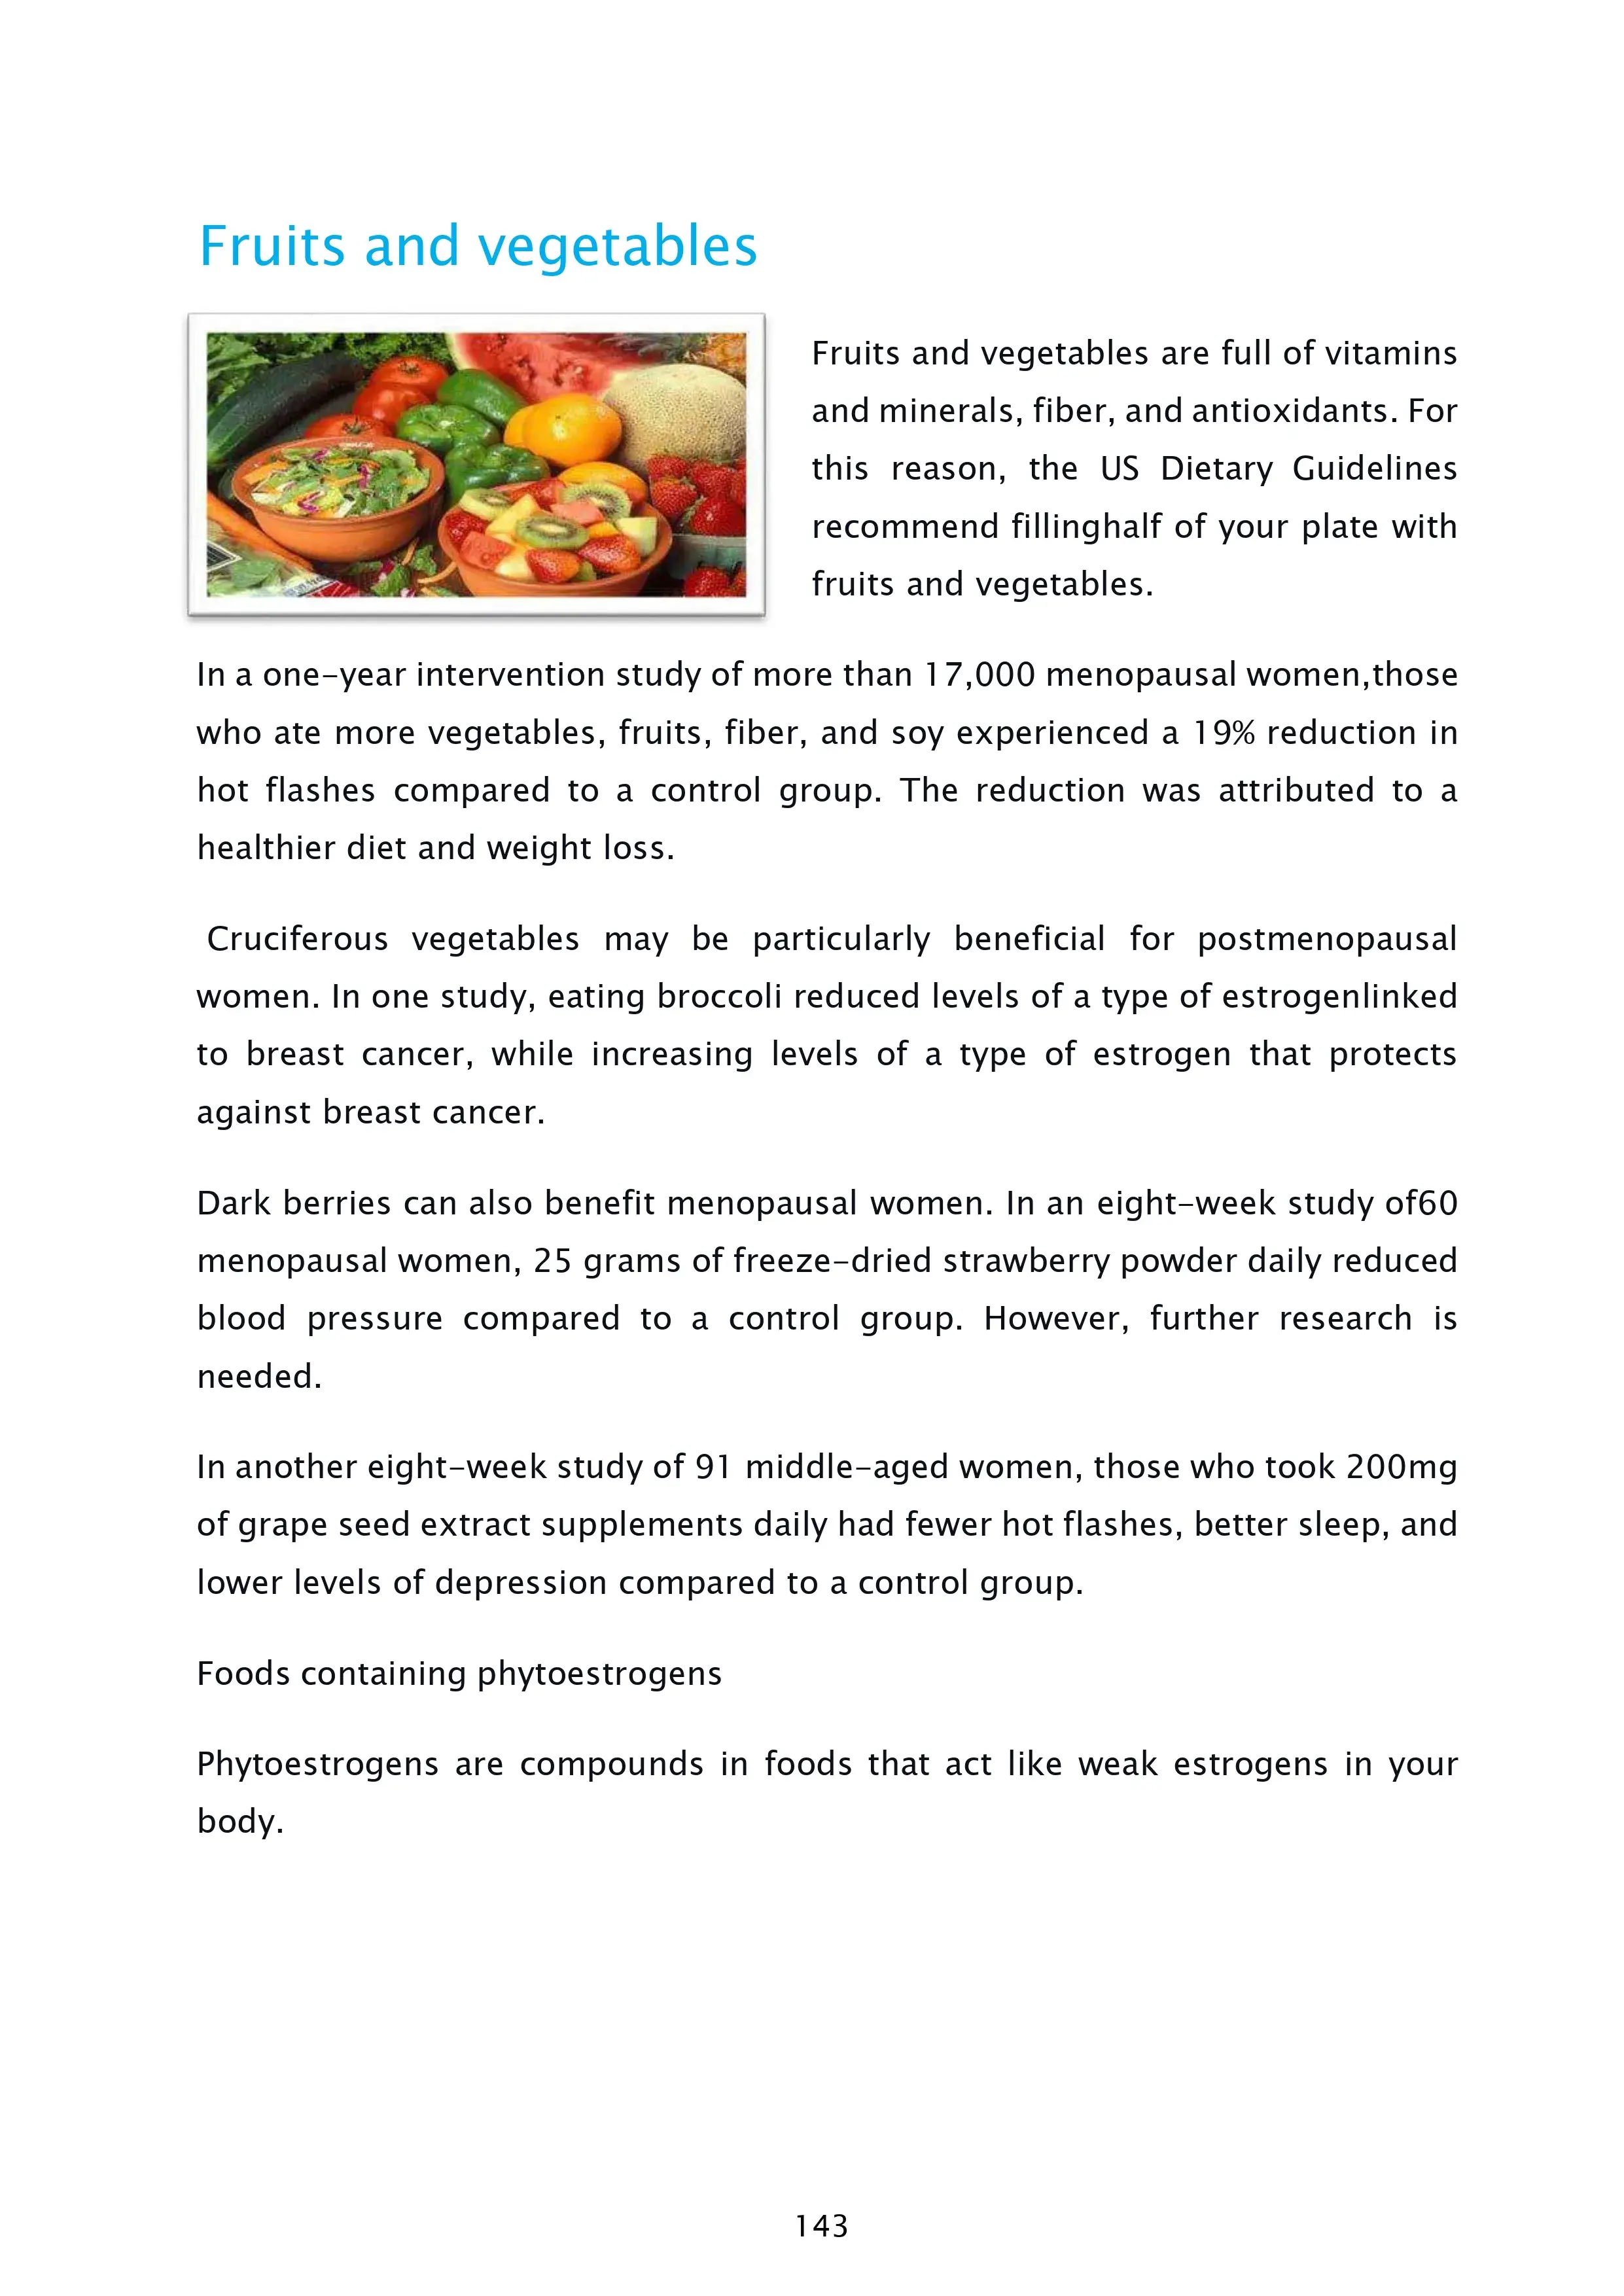 Fruits and vegetables
Fruits and vegetables are full of vitamins
and minerals, fiber, and antioxidants. For
this reason, the US Dietary Guidelines
recommend fillinghalf of your plate with
fruits and vegetables.
In a one-year intervention study of more than 17,000 menopausal women,those
who ate more vegetables, fruits, fiber, and soy experienced a 19% reduction in
hot flashes compared to a control group. The reduction was attributed to a
healthier diet and weight loss.
Cruciferous vegetables may be particularly beneficial for postmenopausal
women. In one study, eating broccoli reduced levels of a type of estrogenlinked
to breast cancer, while increasing levels of a type of estrogen that protects
against breast cancer.
Dark berries can also benefit menopausal women. In an eight-week study of60
menopausal women, 25 grams of freeze-dried strawberry powder daily reduced
blood pressure compared to a control group. However, further research is
needed.
In another eight-week study of 91 middle-aged women, those who took 200mg
of grape seed extract supplements daily had fewer hot flashes, better sleep, and
lower levels of depression compared to a control group.
Foods containing phytoestrogens
Phytoestrogens are compounds in foods that act like weak estrogens in your
body.
143